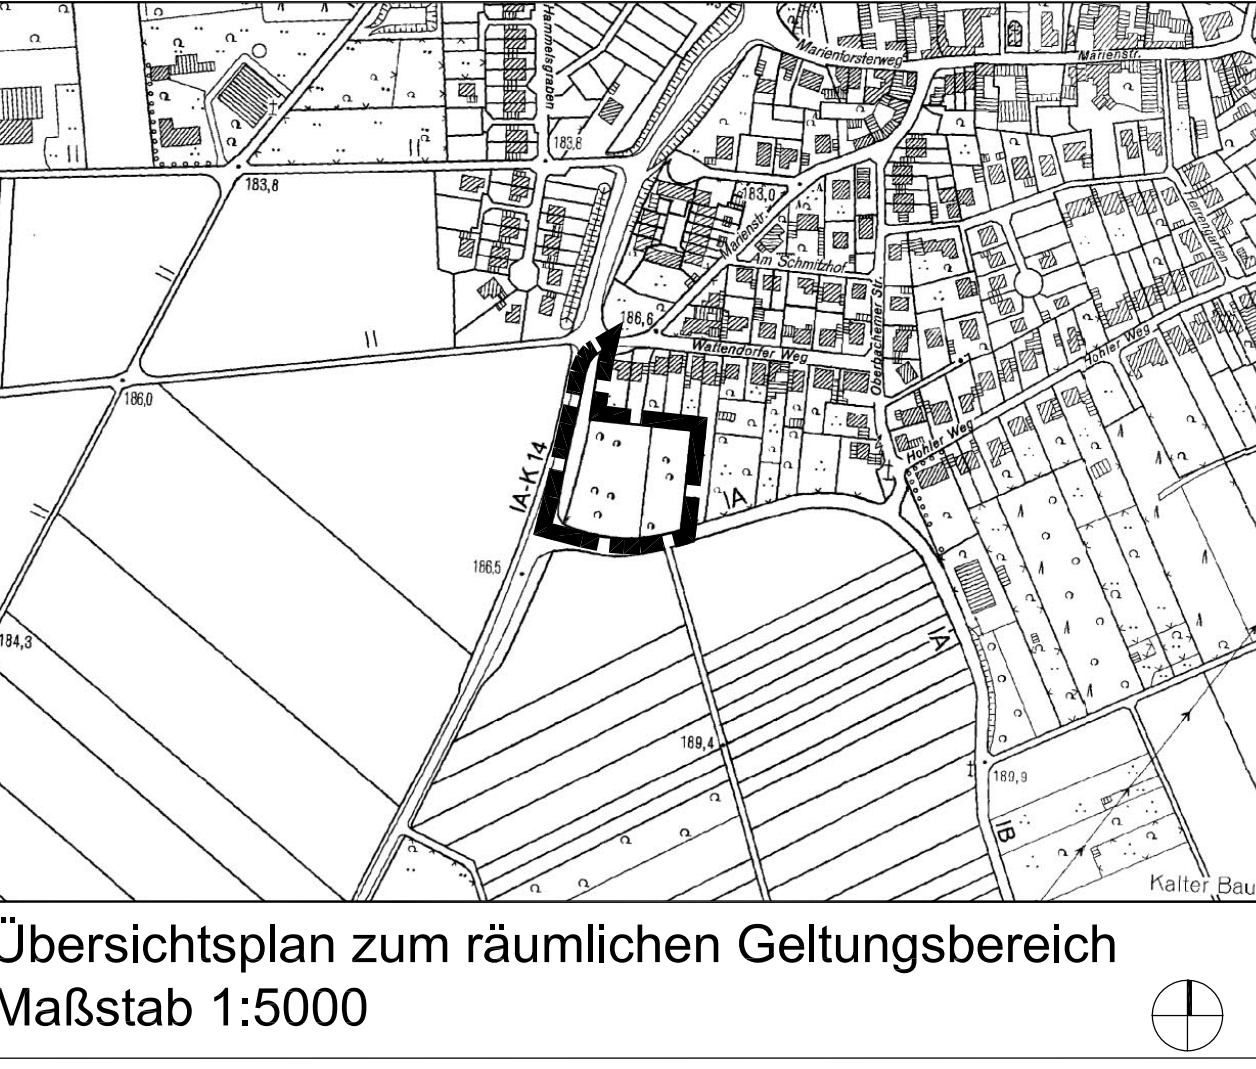 Hammelsgraben
Marienforsterweg
Marienstr.
183,8
183,8
183,0
Marienstr.
Am Schmitzhof
Herrengarten
186,6
Wattendorfer Weg
Oberbachemer Str.
Hohler Weg
186,0
Hohler Weg
IA-K 14
IA
186,5
184,3
IA
189,4
189,9
IB
Kalter Bau
Übersichtsplan zum räumlichen Geltungsbereich
Maßstab 1:5000